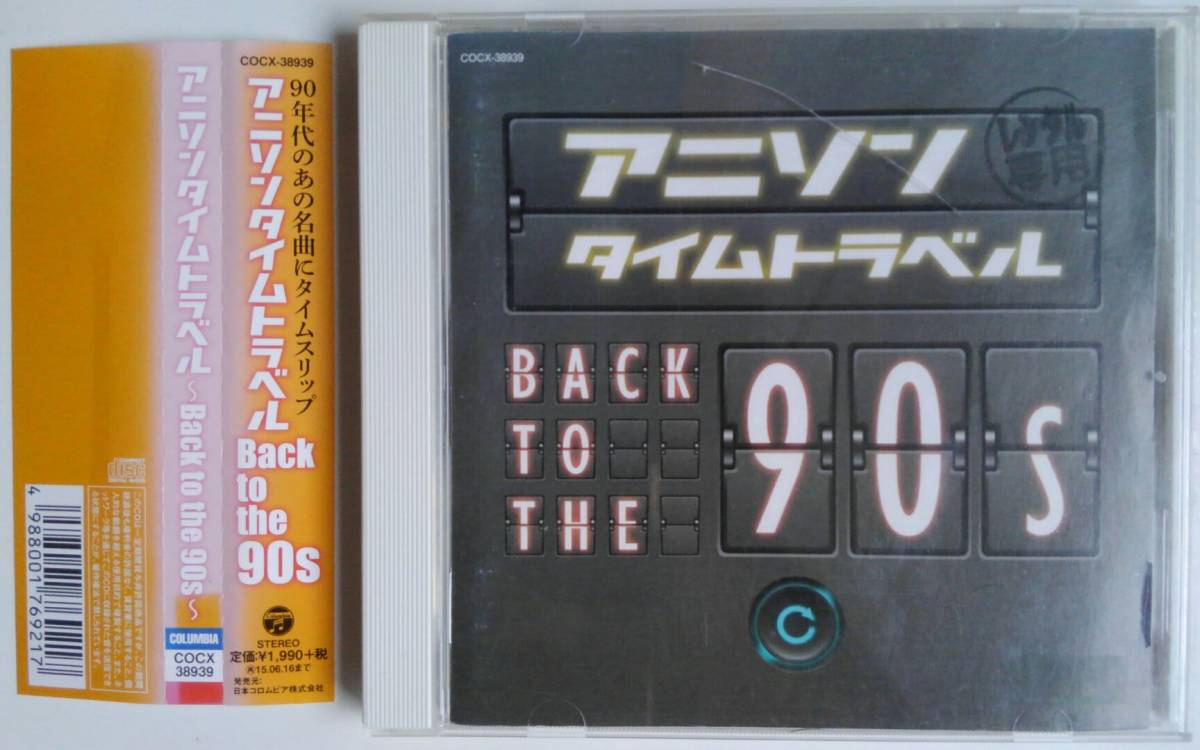 COCX-38939
90年代のあの名曲にタイムスリップ
アニソンタイムトラベル
Back
to
the
90s
STEREO
定価:¥1,990+税
15.06.16まで
発売元:
日本コロムビア株式会社
アニソンタイムトラベル
~Back to the 90s~
COLUMBIA
COCX
38939
disc
4 988001 769217
COCX-38939
レンタル
専用
アニソン
タイムトラベル
BACK
TO
THE
90s